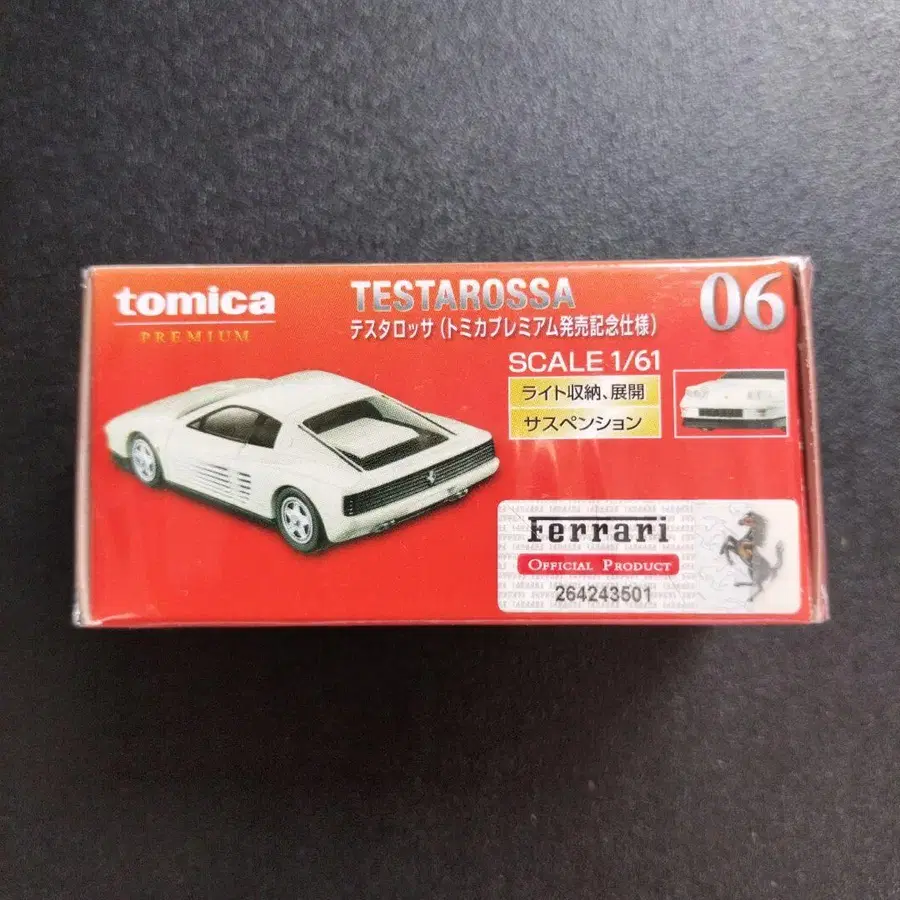 tomica
PREMIUM
TESTAROSSA
テスタロッサ(トミカプレミアム発売記念仕様)
06
SCALE 1/61
ライト収納、展開
サスペンション
Ferrari
OFFICIAL PRODUCT
264243501